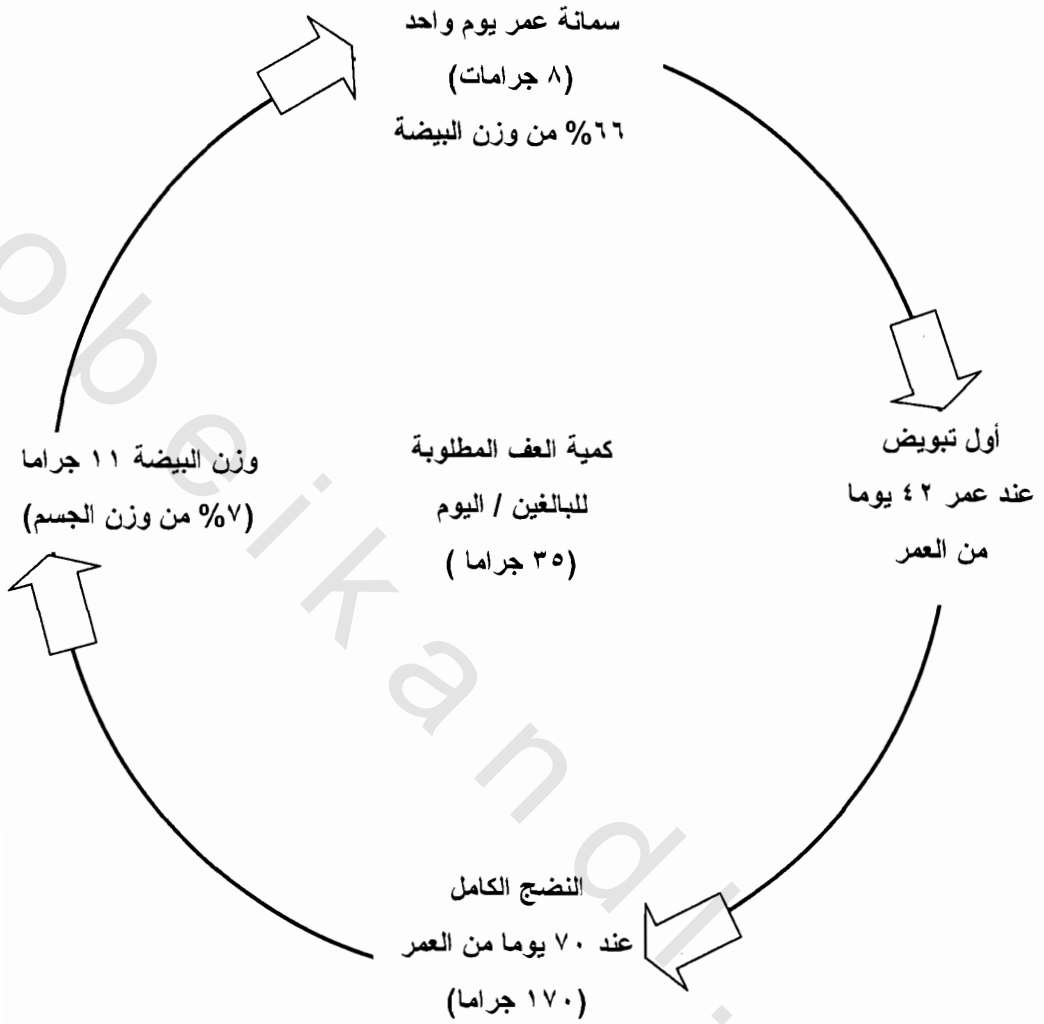 سمانة عمر يوم واحد
(٨ جرامات)
٦٦% من وزن البيضة
أول تبويض
عند عمر ٤٢ يوما
من العمر
كمية العف المطلوبة
للبالغين / اليوم
(٣٥ جراما )
وزن البيضة ١١ جراما
(٧% من وزن الجسم)
النضج الكامل
عند ٧٠ يوما من العمر
(١٧٠ جراما)
obeikandl.